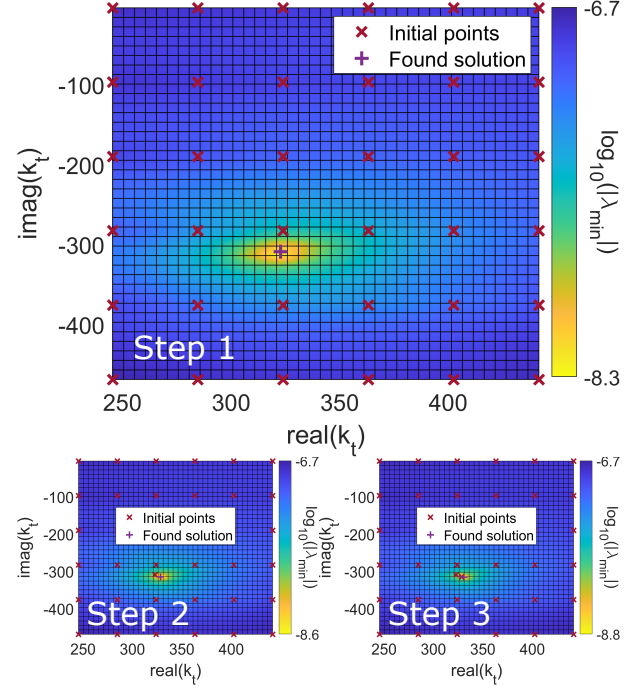 -6.7
Initial points
Found solution
-100
-200
-300
-400
imag(k_t)
log_10(|λ_min|)
Step 1
-8.3
250 300 350 400
real(k_t)
-6.7
-100
-200
-300
-400
imag(k_t)
Initial points
Found solution
log_10(|λ_min|)
Step 2
-8.6
250 300 350 400
real(k_t)
-6.7
-100
-200
-300
-400
imag(k_t)
Initial points
Found solution
log_10(|λ_min|)
Step 3
-8.8
250 300 350 400
real(k_t)